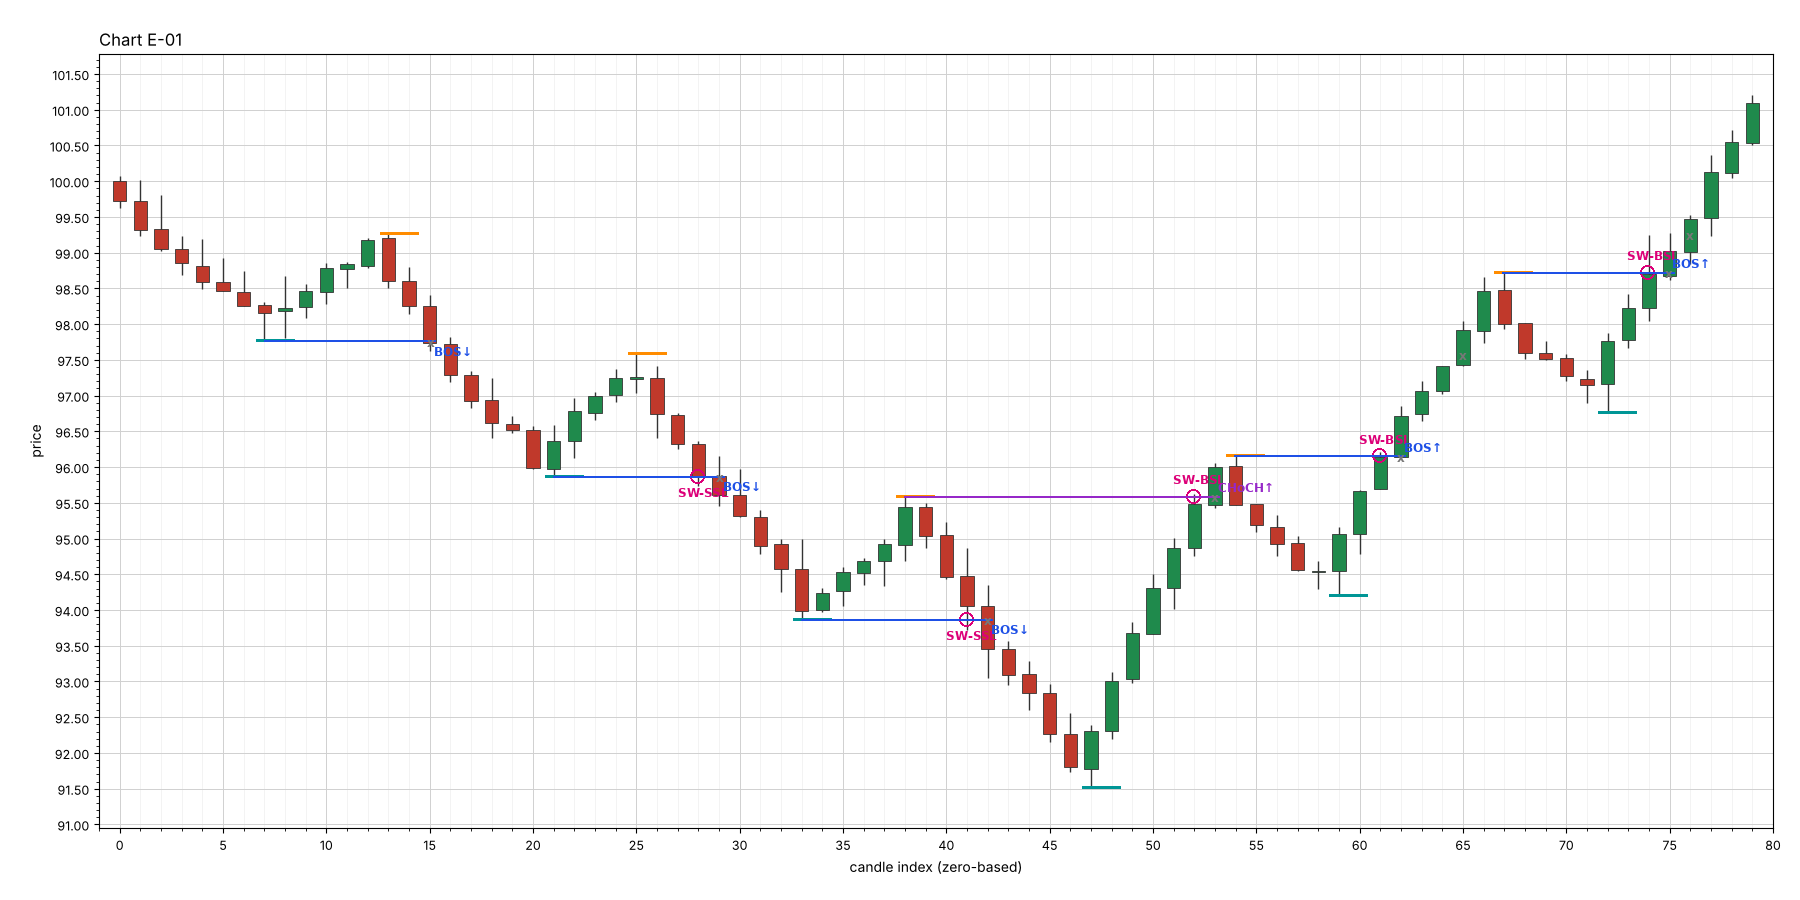 Chart E-01
101.50
101.00
100.50
100.00
99.50
99.00
98.50
98.00
97.50
97.00
96.50
96.00
95.50
95.00
94.50
94.00
93.50
93.00
92.50
92.00
91.50
91.00
price
SW-BSL
BOS↑
BOS↓
SW-BSL
BOS↑
SW-BSL
CHoCH↑
SW-SSL
BOS↓
SW-SSL
BOS↓
0 5 10 15 20 25 30 35 40 45 50 55 60 65 70 75 80
candle index (zero-based)